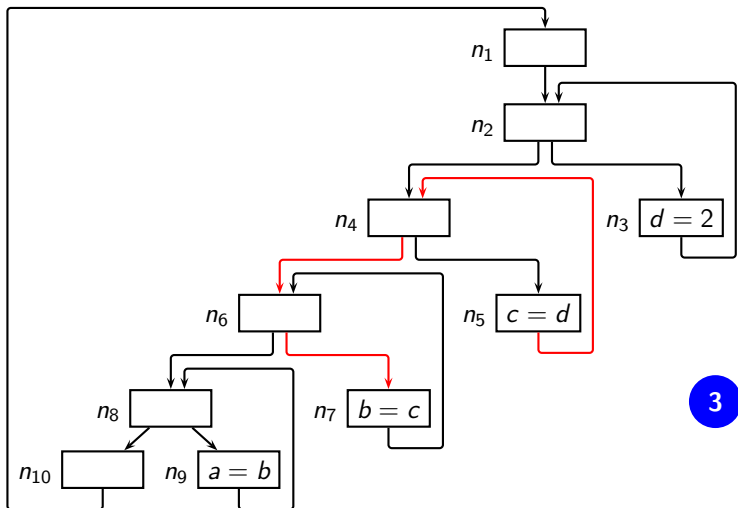 n1
n2
n4
n3 d = 2
n6
n5 c = d
n8
n7 b = c
3
n10
n9 a = b